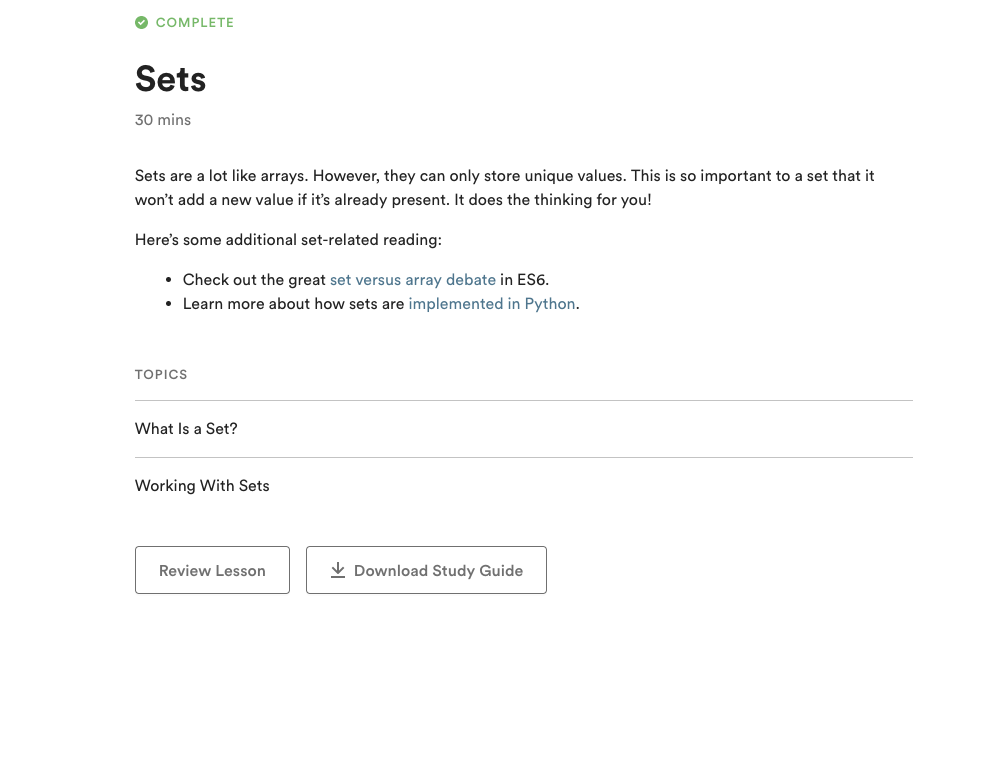 COMPLETE
Sets
30 mins
Sets are a lot like arrays. However, they can only store unique values. This is so important to a set that it
won’t add a new value if it’s already present. It does the thinking for you!
Here’s some additional set-related reading:
• Check out the great set versus array debate in ES6.
• Learn more about how sets are implemented in Python.
TOPICS
What Is a Set?
Working With Sets
Review Lesson
Download Study Guide